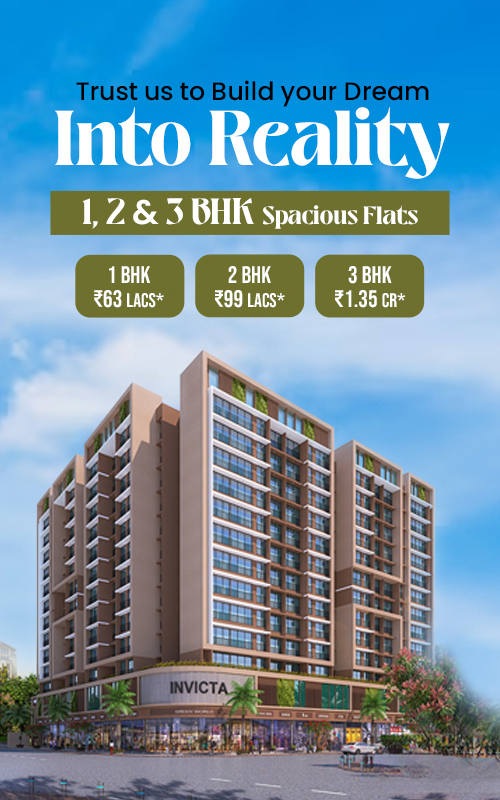 Trust us to Build your Dream
Into Reality
1, 2 & 3 BHK Spacious Flats
1 BHK
₹63 LACS*
2 BHK
₹99 LACS*
3 BHK
₹1.35 CR*
INVICTA